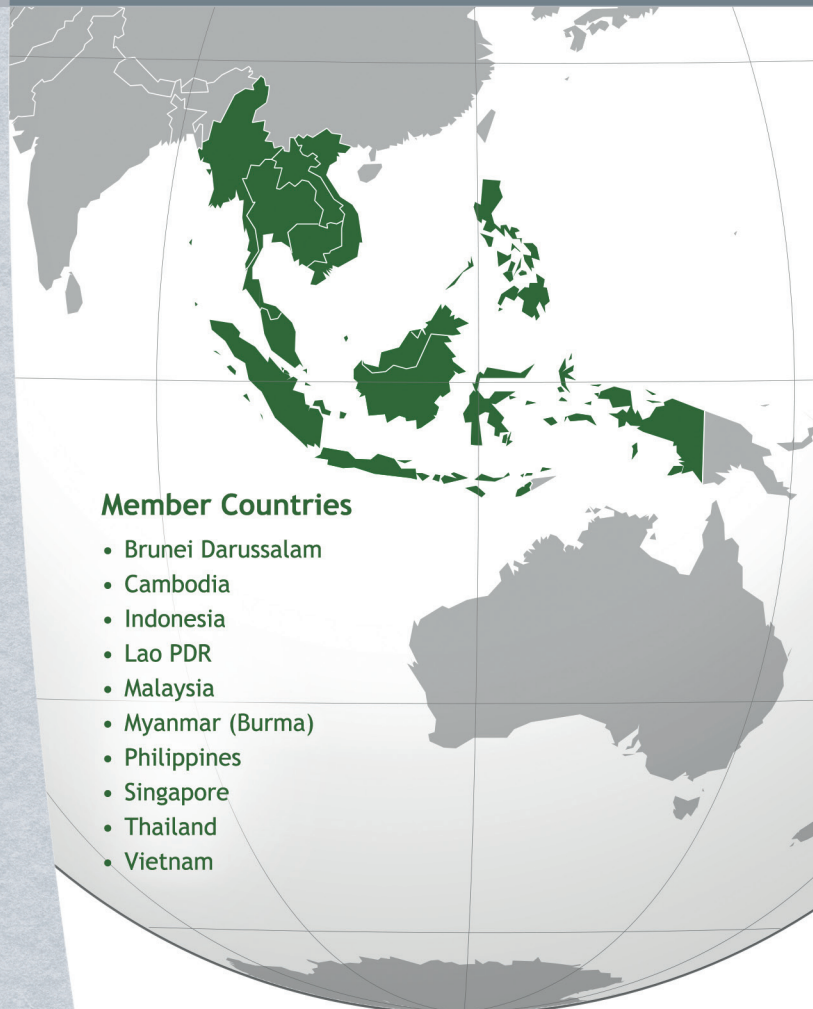 Member Countries
• Brunei Darussalam
• Cambodia
• Indonesia
• Lao PDR
• Malaysia
• Myanmar (Burma)
• Philippines
• Singapore
• Thailand
• Vietnam